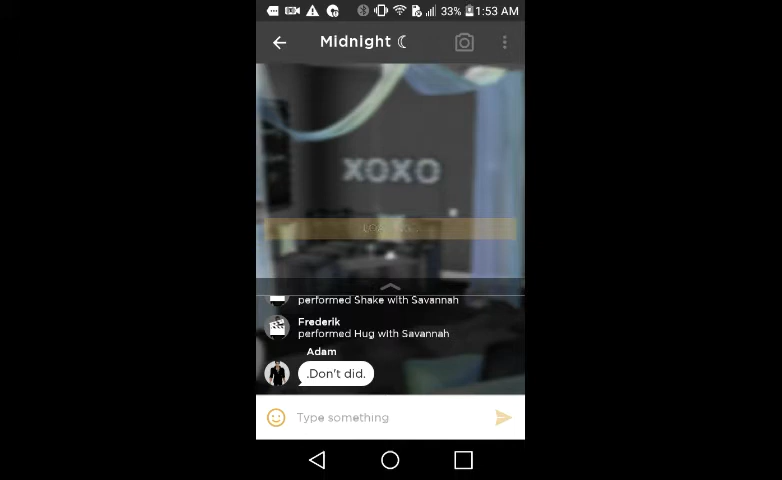 33% 1:53 AM
Midnight ☾
XOXO
performed Shake with Savannah
Frederik
performed Hug with Savannah
Adam
.Don't did.
Type something